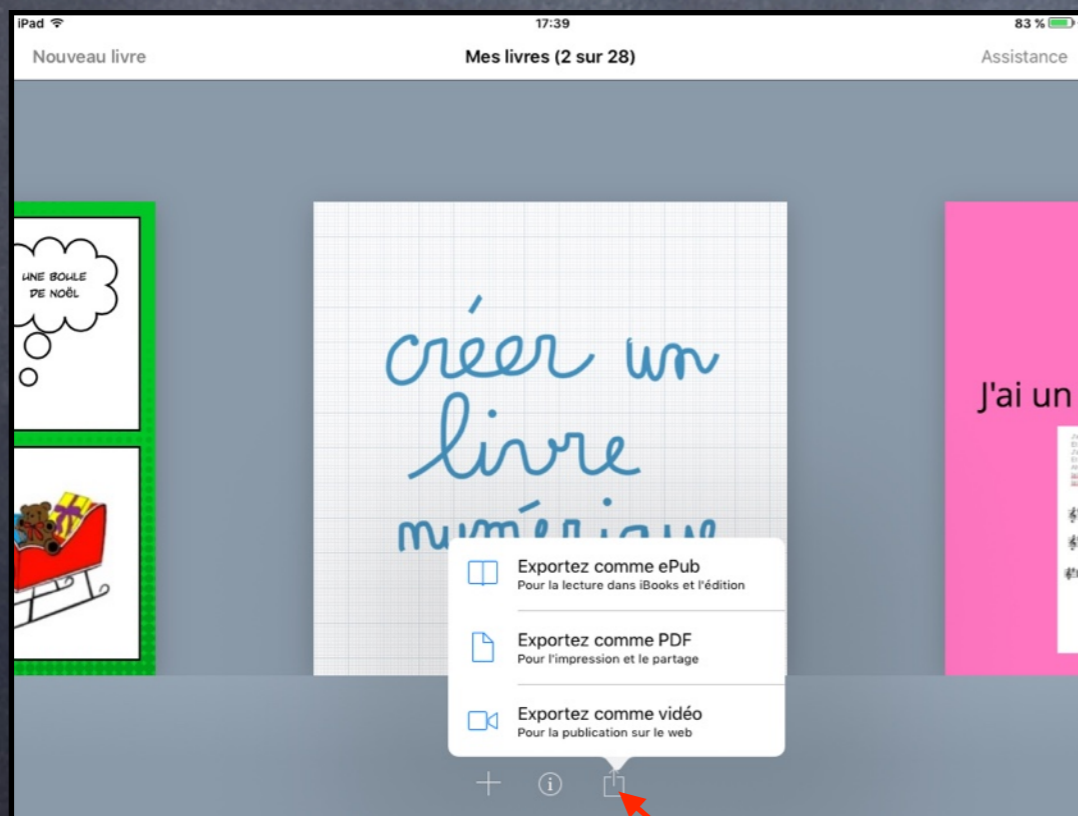 iPad 17:39 83 %
Nouveau livre Mes livres (2 sur 28) Assistance
UNE BOULE
DE NOËL
créer un
livre
numérique
J'ai un
Exportez comme ePub
Pour la lecture dans iBooks et l'édition
Exportez comme PDF
Pour l'impression et le partage
Exportez comme vidéo
Pour la publication sur le web